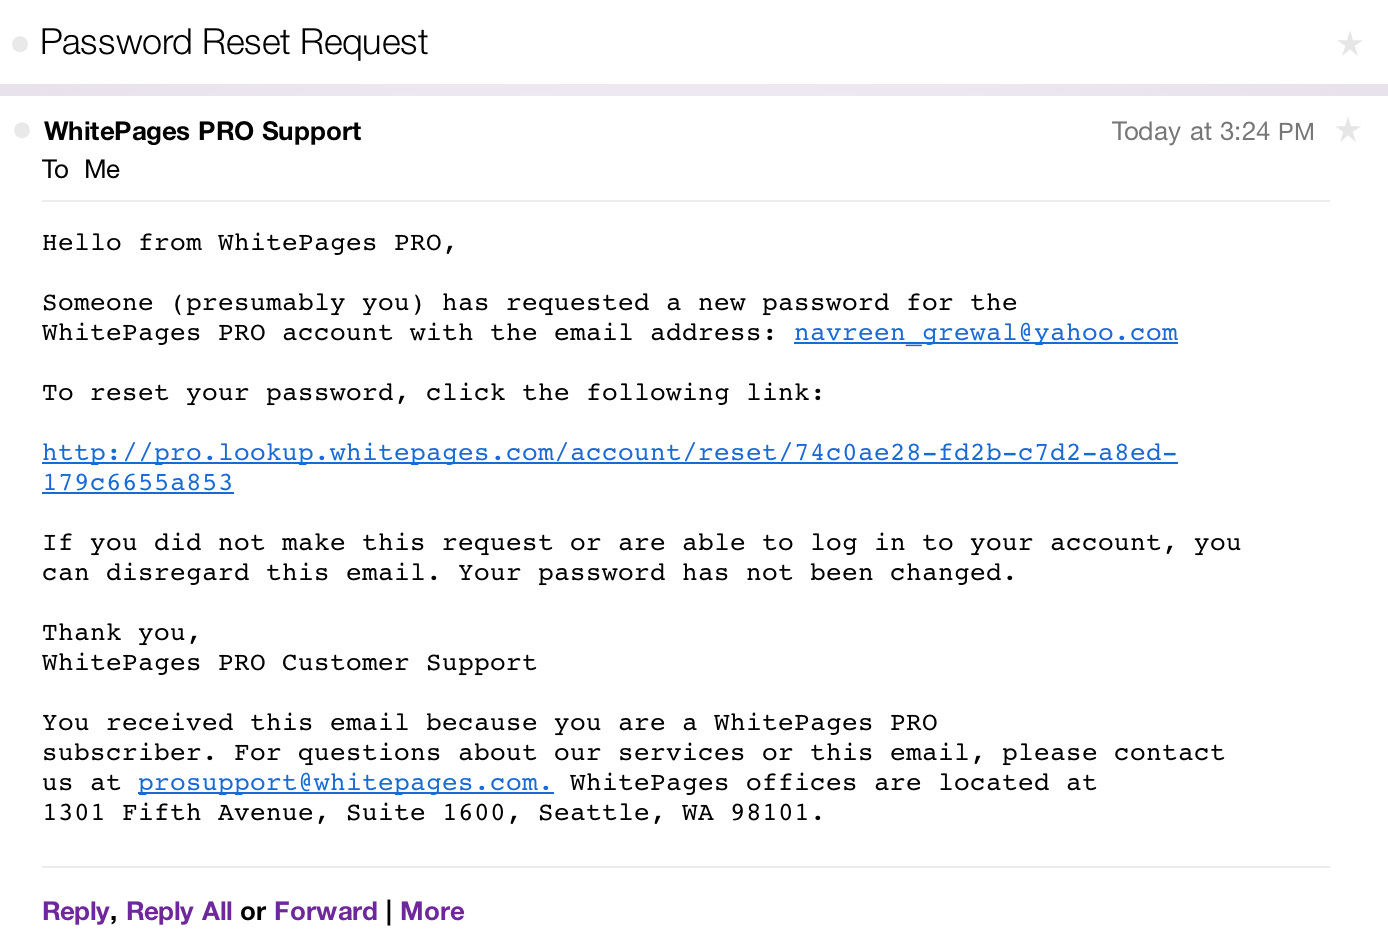 Password Reset Request
WhitePages PRO Support
Today at 3:24 PM
To Me
Hello from WhitePages PRO,
Someone (presumably you) has requested a new password for the
WhitePages PRO account with the email address: navreen_grewal@yahoo.com
To reset your password, click the following link:
http://pro.lookup.whitepages.com/account/reset/74c0ae28-fd2b-c7d2-a8ed-
179c6655a853
If you did not make this request or are able to log in to your account, you
can disregard this email. Your password has not been changed.
Thank you,
WhitePages PRO Customer Support
You received this email because you are a WhitePages PRO
subscriber. For questions about our services or this email, please contact
us at prosupport@whitepages.com. WhitePages offices are located at
1301 Fifth Avenue, Suite 1600, Seattle, WA 98101.
Reply, Reply All or Forward | More